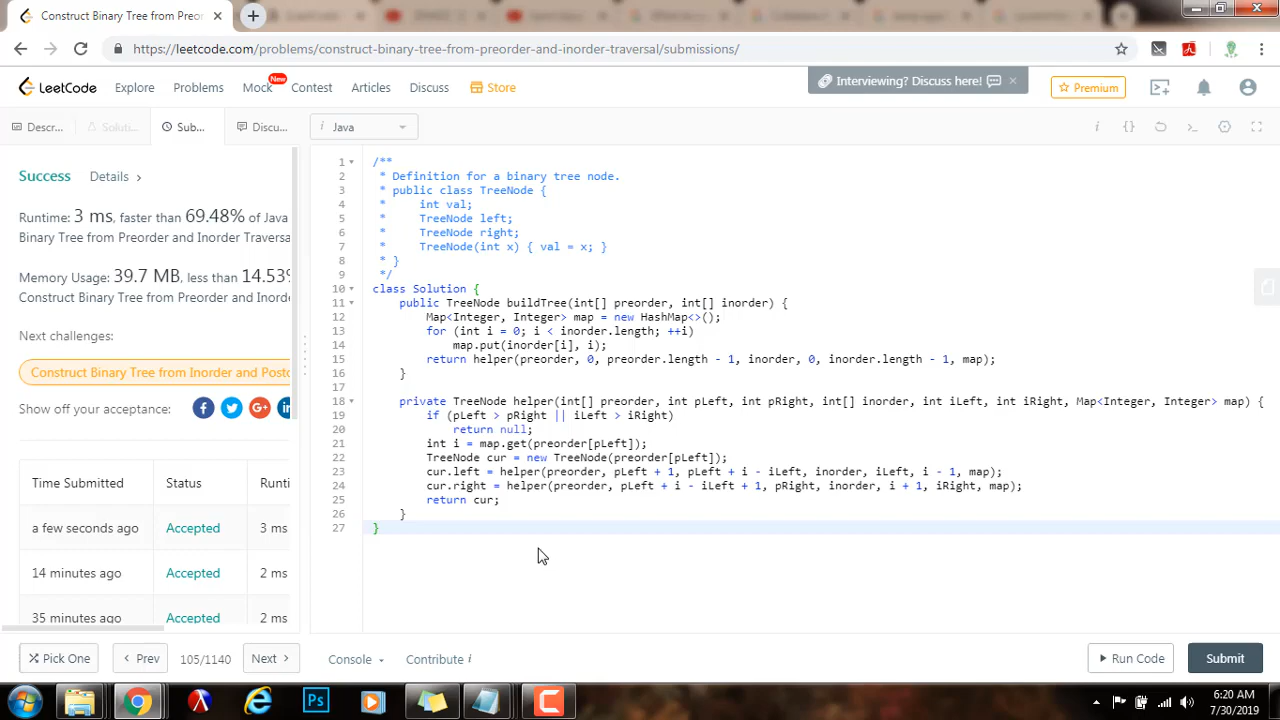 Construct Binary Tree from Preor
https://leetcode.com/problems/construct-binary-tree-from-preorder-and-inorder-traversal/submissions/
LeetCode
Explore
Problems
Mock
New
Contest
Articles
Discuss
Store
Interviewing? Discuss here!
Premium
Descr...
Soluti...
Sub...
Discu...
i Java
Success
Details >
Runtime: 3 ms, faster than 69.48% of Java
Binary Tree from Preorder and Inorder Traversa
Memory Usage: 39.7 MB, less than 14.53%
Construct Binary Tree from Preorder and Inorde
Next challenges:
Construct Binary Tree from Inorder and Posto
Show off your acceptance:
Time Submitted Status Runti
a few seconds ago Accepted 3 ms
14 minutes ago Accepted 2 ms
35 minutes ago Accepted 2 ms
1 /**
2 * Definition for a binary tree node.
3 * public class TreeNode {
4 * int val;
5 * TreeNode left;
6 * TreeNode right;
7 * TreeNode(int x) { val = x; }
8 * }
9 */
10 class Solution {
11 public TreeNode buildTree(int[] preorder, int[] inorder) {
12 Map<Integer, Integer> map = new HashMap<>();
13 for (int i = 0; i < inorder.length; ++i)
14 map.put(inorder[i], i);
15 return helper(preorder, 0, preorder.length - 1, inorder, 0, inorder.length - 1, map);
16 }
17
18 private TreeNode helper(int[] preorder, int pLeft, int pRight, int[] inorder, int iLeft, int iRight, Map<Integer, Integer> map) {
19 if (pLeft > pRight || iLeft > iRight)
20 return null;
21 int i = map.get(preorder[pLeft]);
22 TreeNode cur = new TreeNode(preorder[pLeft]);
23 cur.left = helper(preorder, pLeft + 1, pLeft + i - iLeft, inorder, iLeft, i - 1, map);
24 cur.right = helper(preorder, pLeft + i - iLeft + 1, pRight, inorder, i + 1, iRight, map);
25 return cur;
26 }
27 }
Pick One
Prev
105/1140
Next
Console
Contribute i
Run Code
Submit
6:20 AM
7/30/2019